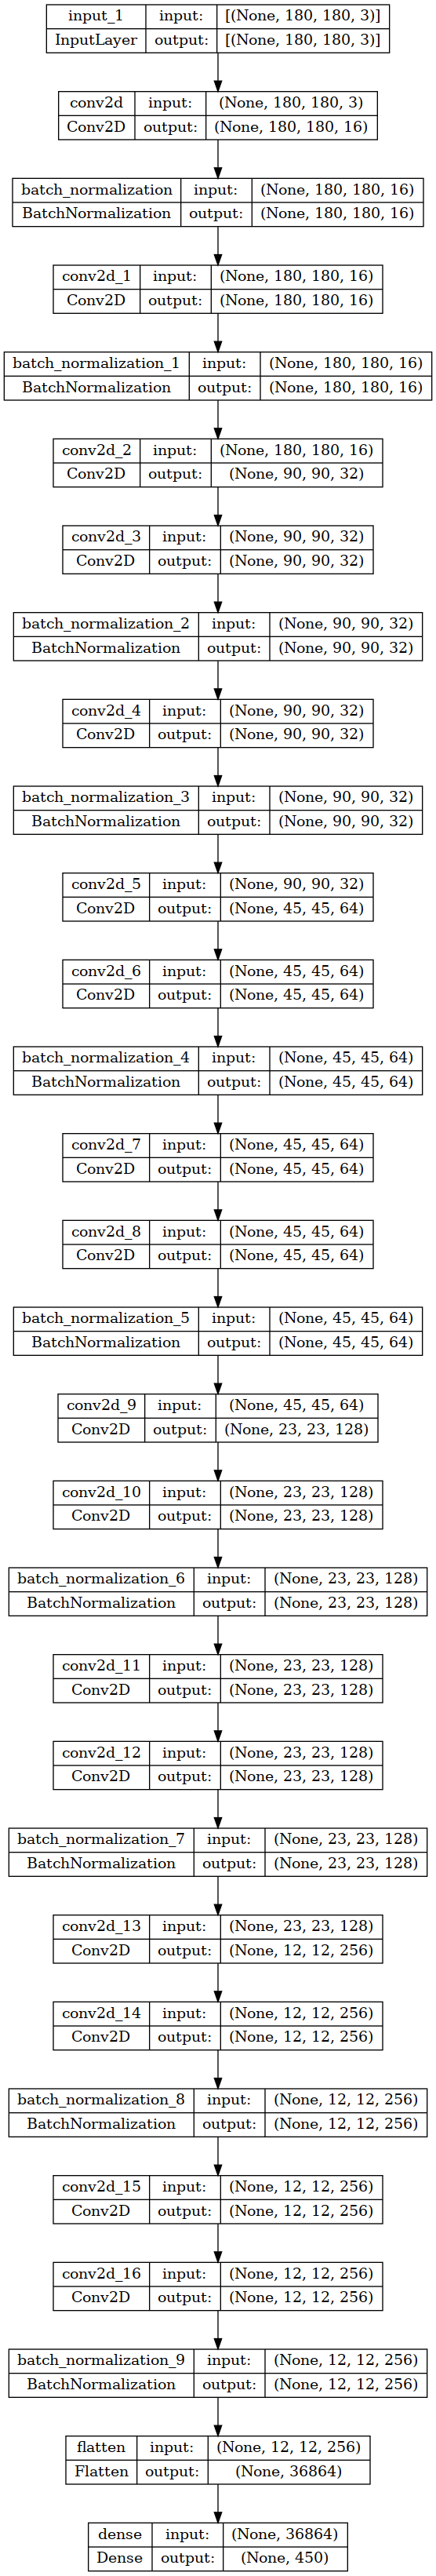 input_1 input: [(None, 180, 180, 3)]
InputLayer output: [(None, 180, 180, 3)]
conv2d input: (None, 180, 180, 3)
Conv2D output: (None, 180, 180, 16)
batch_normalization input: (None, 180, 180, 16)
BatchNormalization output: (None, 180, 180, 16)
conv2d_1 input: (None, 180, 180, 16)
Conv2D output: (None, 180, 180, 16)
batch_normalization_1 input: (None, 180, 180, 16)
BatchNormalization output: (None, 180, 180, 16)
conv2d_2 input: (None, 180, 180, 16)
Conv2D output: (None, 90, 90, 32)
conv2d_3 input: (None, 90, 90, 32)
Conv2D output: (None, 90, 90, 32)
batch_normalization_2 input: (None, 90, 90, 32)
BatchNormalization output: (None, 90, 90, 32)
conv2d_4 input: (None, 90, 90, 32)
Conv2D output: (None, 90, 90, 32)
batch_normalization_3 input: (None, 90, 90, 32)
BatchNormalization output: (None, 90, 90, 32)
conv2d_5 input: (None, 90, 90, 32)
Conv2D output: (None, 45, 45, 64)
conv2d_6 input: (None, 45, 45, 64)
Conv2D output: (None, 45, 45, 64)
batch_normalization_4 input: (None, 45, 45, 64)
BatchNormalization output: (None, 45, 45, 64)
conv2d_7 input: (None, 45, 45, 64)
Conv2D output: (None, 45, 45, 64)
conv2d_8 input: (None, 45, 45, 64)
Conv2D output: (None, 45, 45, 64)
batch_normalization_5 input: (None, 45, 45, 64)
BatchNormalization output: (None, 45, 45, 64)
conv2d_9 input: (None, 45, 45, 64)
Conv2D output: (None, 23, 23, 128)
conv2d_10 input: (None, 23, 23, 128)
Conv2D output: (None, 23, 23, 128)
batch_normalization_6 input: (None, 23, 23, 128)
BatchNormalization output: (None, 23, 23, 128)
conv2d_11 input: (None, 23, 23, 128)
Conv2D output: (None, 23, 23, 128)
conv2d_12 input: (None, 23, 23, 128)
Conv2D output: (None, 23, 23, 128)
batch_normalization_7 input: (None, 23, 23, 128)
BatchNormalization output: (None, 23, 23, 128)
conv2d_13 input: (None, 23, 23, 128)
Conv2D output: (None, 12, 12, 256)
conv2d_14 input: (None, 12, 12, 256)
Conv2D output: (None, 12, 12, 256)
batch_normalization_8 input: (None, 12, 12, 256)
BatchNormalization output: (None, 12, 12, 256)
conv2d_15 input: (None, 12, 12, 256)
Conv2D output: (None, 12, 12, 256)
conv2d_16 input: (None, 12, 12, 256)
Conv2D output: (None, 12, 12, 256)
batch_normalization_9 input: (None, 12, 12, 256)
BatchNormalization output: (None, 12, 12, 256)
flatten input: (None, 12, 12, 256)
Flatten output: (None, 36864)
dense input: (None, 36864)
Dense output: (None, 450)